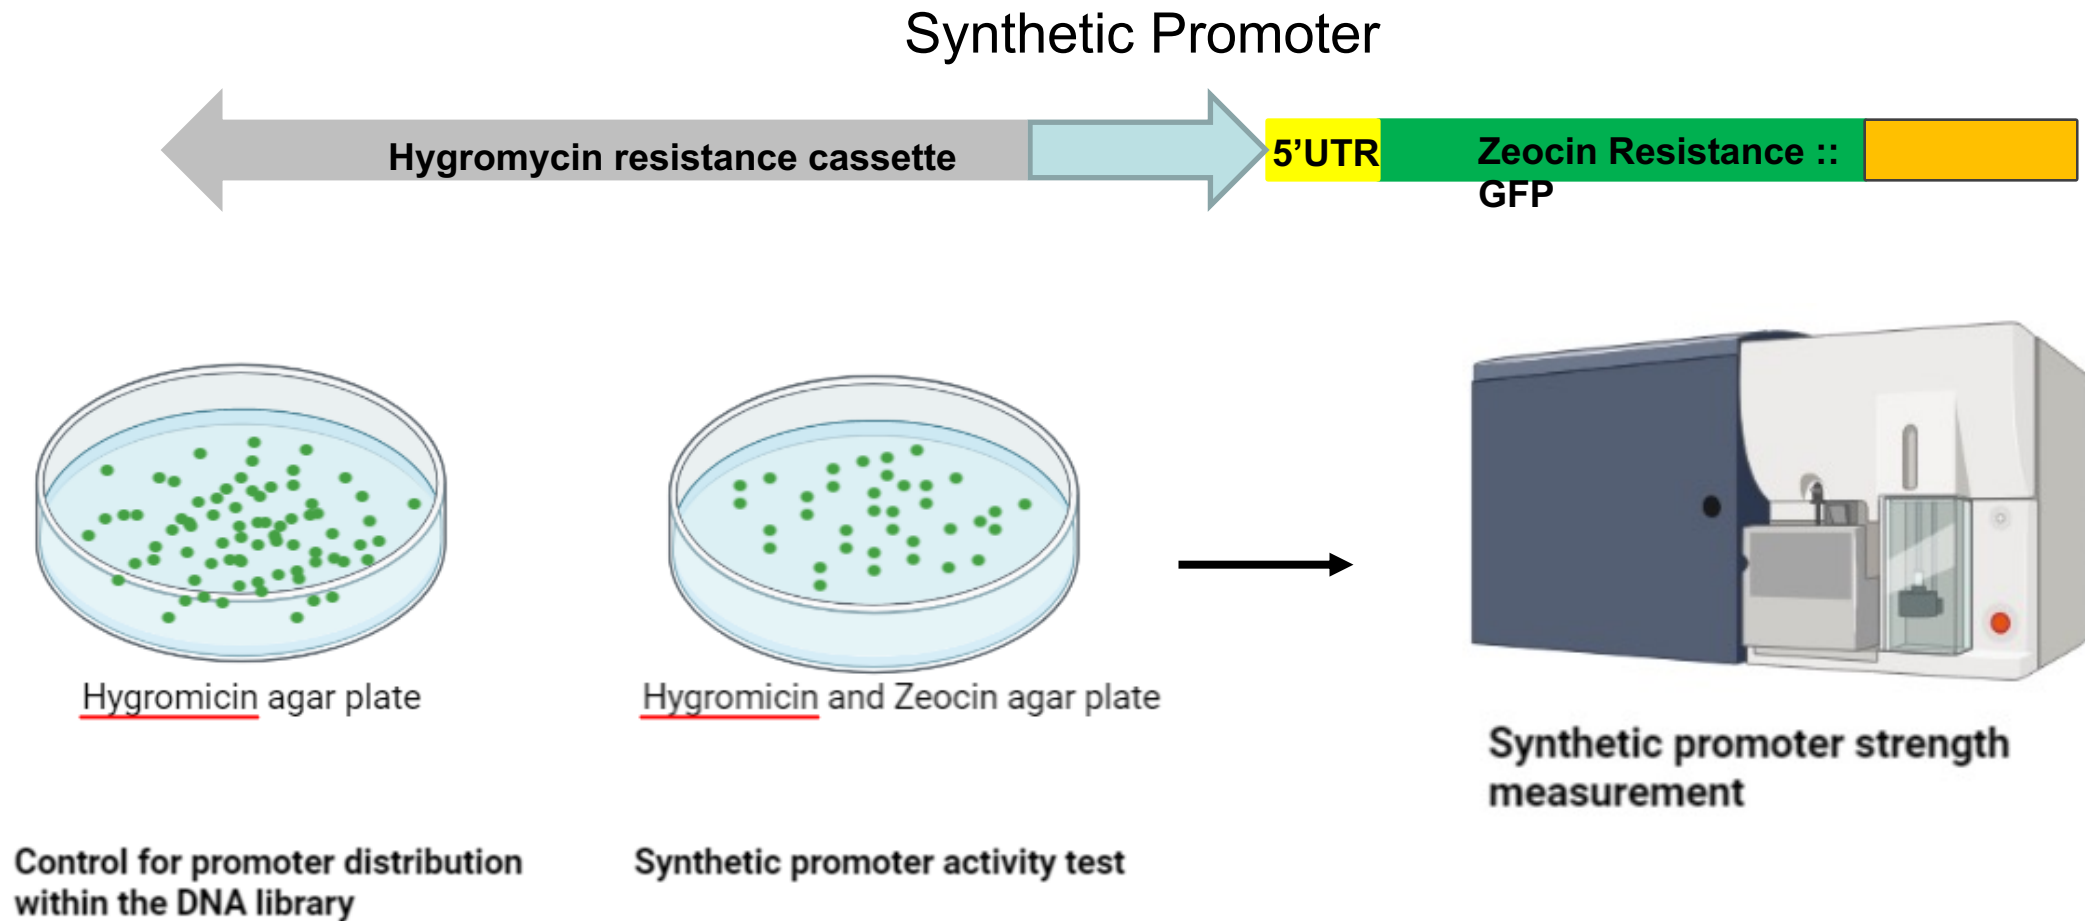 Synthetic Promoter
Hygromycin resistance cassette
5’UTR
Zeocin Resistance ::
GFP
Hygromicin agar plate
Hygromicin and Zeocin agar plate
Synthetic promoter strength
measurement
Control for promoter distribution
within the DNA library
Synthetic promoter activity test